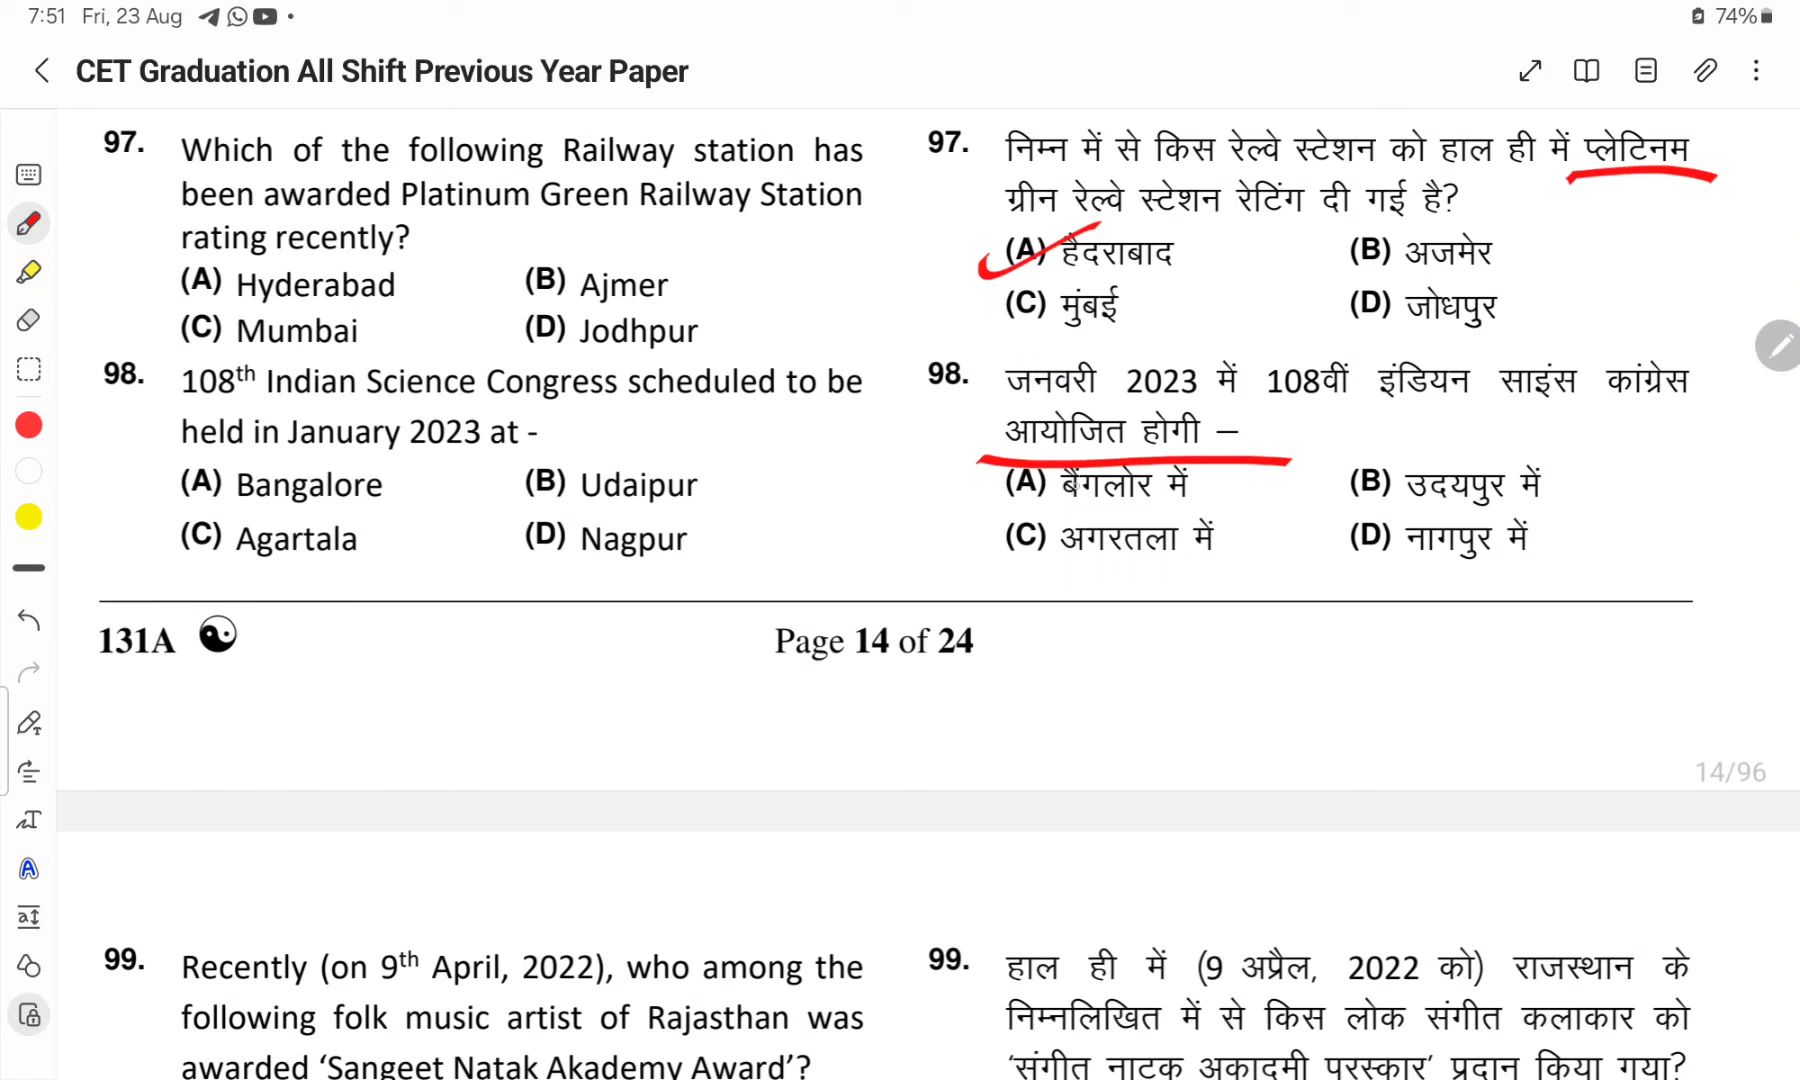 7:51 Fri, 23 Aug
74%
CET Graduation All Shift Previous Year Paper
97. Which of the following Railway station has
been awarded Platinum Green Railway Station
rating recently?
(A) Hyderabad (B) Ajmer
(C) Mumbai (D) Jodhpur
98. 108th Indian Science Congress scheduled to be
held in January 2023 at -
(A) Bangalore (B) Udaipur
(C) Agartala (D) Nagpur
97. निम्न में से किस रेल्वे स्टेशन को हाल ही में प्लेटिनम
ग्रीन रेल्वे स्टेशन रेटिंग दी गई है?
(A) हैदराबाद (B) अजमेर
(C) मुंबई (D) जोधपुर
98. जनवरी 2023 में 108वीं इंडियन साइंस कांग्रेस
आयोजित होगी –
(A) बैंगलोर में (B) उदयपुर में
(C) अगरतला में (D) नागपुर में
131A Page 14 of 24
14/96
99. Recently (on 9th April, 2022), who among the
following folk music artist of Rajasthan was
awarded ‘Sangeet Natak Akademy Award’?
99. हाल ही में (9 अप्रैल, 2022 को) राजस्थान के
निम्नलिखित में से किस लोक संगीत कलाकार को
‘संगीत नाटक अकादमी पुरस्कार’ प्रदान किया गया?